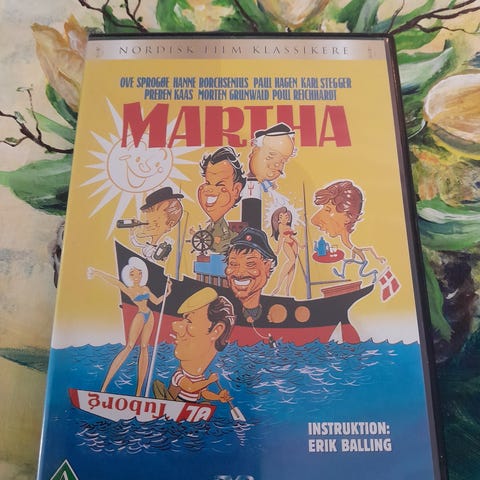 NORDISK FILM KLASSIKERE
OVE SPROGØE HANNE BORCHSENIUS PAUL HAGEN KARL STEGGER
PREBEN KAAS MORTEN GRUNWALD POUL REICHHARDT
MARTHA
Tuborg
INSTRUKTION:
ERIK BALLING
A